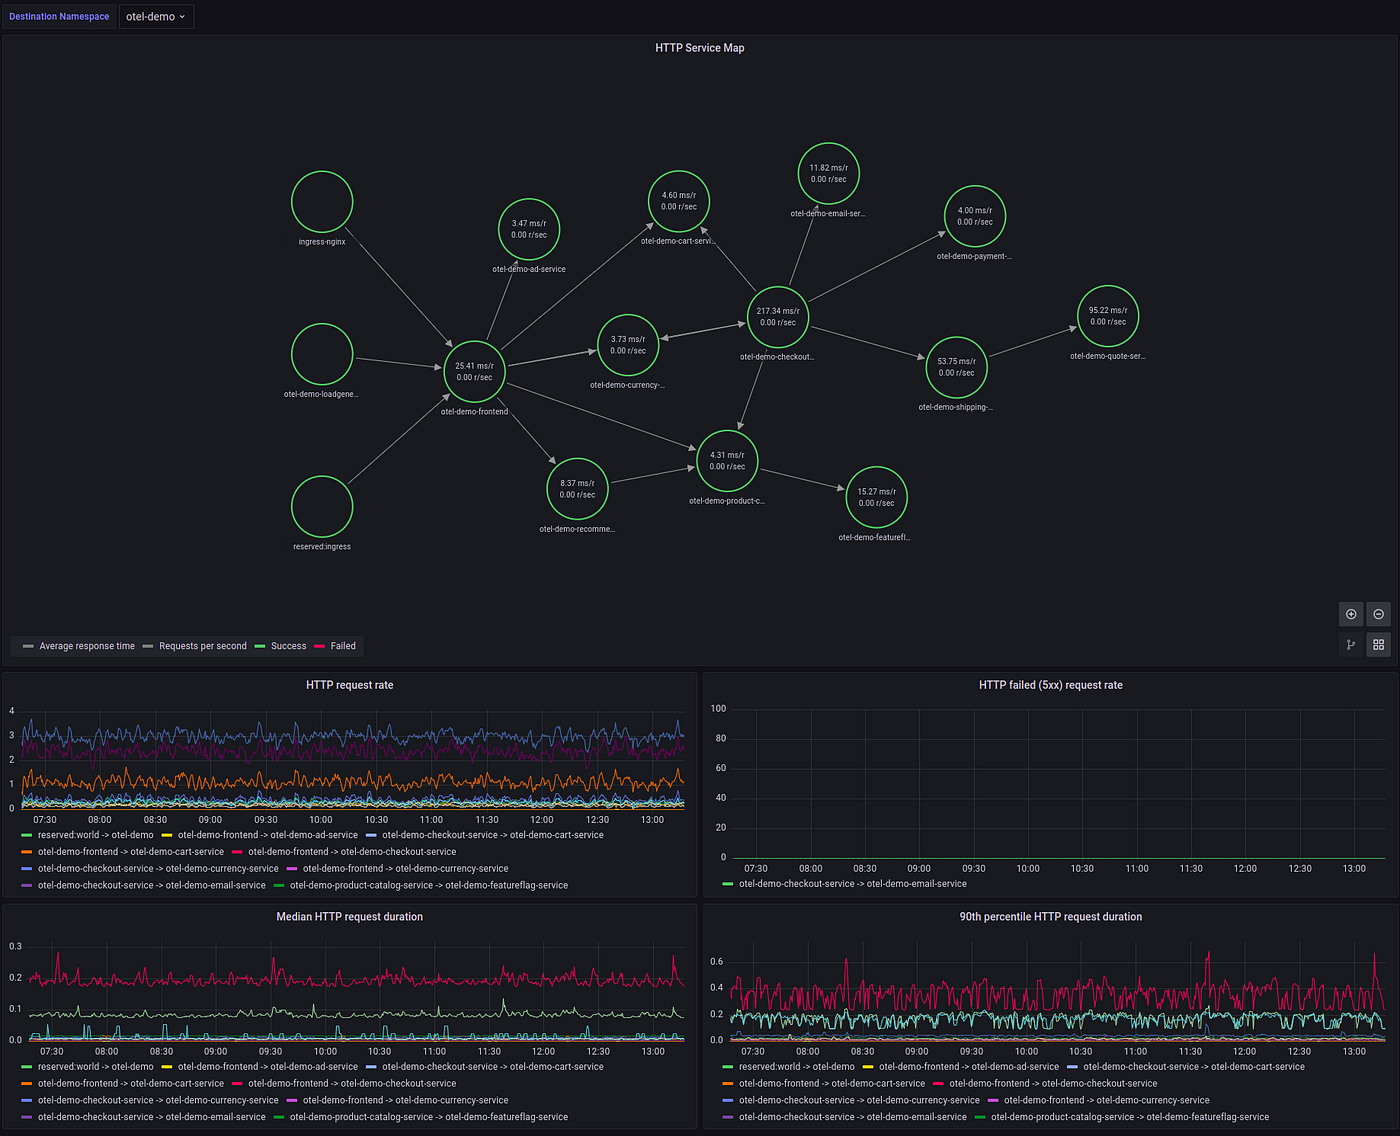 Destination Namespace otel-demo
HTTP Service Map
11.82 ms/r
0.00 r/sec
otel-demo-email-ser...
4.60 ms/r
0.00 r/sec
otel-demo-cart-servi...
4.00 ms/r
0.00 r/sec
otel-demo-payment-...
ingress-nginx
3.47 ms/r
0.00 r/sec
otel-demo-ad-service
217.34 ms/r
0.00 r/sec
otel-demo-checkout...
95.22 ms/r
0.00 r/sec
otel-demo-quote-ser...
3.73 ms/r
0.00 r/sec
otel-demo-currency-...
53.75 ms/r
0.00 r/sec
otel-demo-shipping-...
otel-demo-loadgene...
25.41 ms/r
0.00 r/sec
otel-demo-frontend
4.31 ms/r
0.00 r/sec
otel-demo-product-c...
8.37 ms/r
0.00 r/sec
otel-demo-recomme...
15.27 ms/r
0.00 r/sec
otel-demo-featurefl...
reserved:ingress
Average response time Requests per second Success Failed
HTTP request rate
4
3
2
1
0
07:30 08:00 08:30 09:00 09:30 10:00 10:30 11:00 11:30 12:00 12:30 13:00
reserved:world -> otel-demo otel-demo-frontend -> otel-demo-ad-service otel-demo-checkout-service -> otel-demo-cart-service
otel-demo-frontend -> otel-demo-cart-service otel-demo-frontend -> otel-demo-checkout-service
otel-demo-checkout-service -> otel-demo-currency-service otel-demo-frontend -> otel-demo-currency-service
otel-demo-checkout-service -> otel-demo-email-service otel-demo-product-catalog-service -> otel-demo-featureflag-service
HTTP failed (5xx) request rate
100
80
60
40
20
0
07:30 08:00 08:30 09:00 09:30 10:00 10:30 11:00 11:30 12:00 12:30 13:00
otel-demo-checkout-service -> otel-demo-email-service
Median HTTP request duration
0.3
0.2
0.1
0.0
07:30 08:00 08:30 09:00 09:30 10:00 10:30 11:00 11:30 12:00 12:30 13:00
reserved:world -> otel-demo otel-demo-frontend -> otel-demo-ad-service otel-demo-checkout-service -> otel-demo-cart-service
otel-demo-frontend -> otel-demo-cart-service otel-demo-frontend -> otel-demo-checkout-service
otel-demo-checkout-service -> otel-demo-currency-service otel-demo-frontend -> otel-demo-currency-service
otel-demo-checkout-service -> otel-demo-email-service otel-demo-product-catalog-service -> otel-demo-featureflag-service
90th percentile HTTP request duration
0.6
0.4
0.2
0.0
07:30 08:00 08:30 09:00 09:30 10:00 10:30 11:00 11:30 12:00 12:30 13:00
reserved:world -> otel-demo otel-demo-frontend -> otel-demo-ad-service otel-demo-checkout-service -> otel-demo-cart-service
otel-demo-frontend -> otel-demo-cart-service otel-demo-frontend -> otel-demo-checkout-service
otel-demo-checkout-service -> otel-demo-currency-service otel-demo-frontend -> otel-demo-currency-service
otel-demo-checkout-service -> otel-demo-email-service otel-demo-product-catalog-service -> otel-demo-featureflag-service